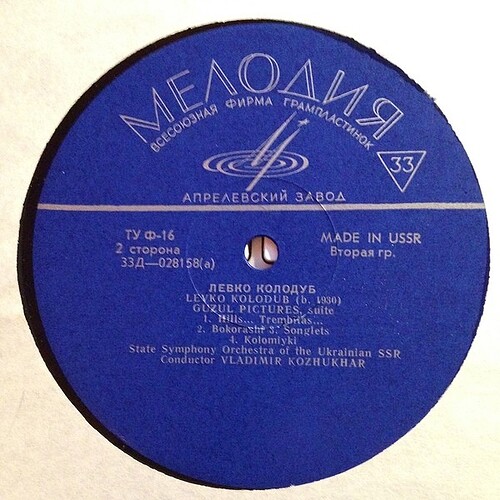 МЕЛОДИЯ
ВСЕСОЮЗНАЯ ФИРМА ГРАМПЛАСТИНОК
33
АПРЕЛЕВСКИЙ ЗАВОД
ТУ Ф-16
2 сторона
33Д—028158(а)
MADE IN USSR
Вторая гр.
ЛЕВКО КОЛОДУБ
LEVKO KOLODUB (b. 1930)
GUZUL PICTURES, suite
1. Hills... Trembitas...
2. Bokorashi 3. Songlets
4. Kolomiyki
State Symphony Orchestra of the Ukrainian SSR
Conductor VLADIMIR KOZHUKHAR